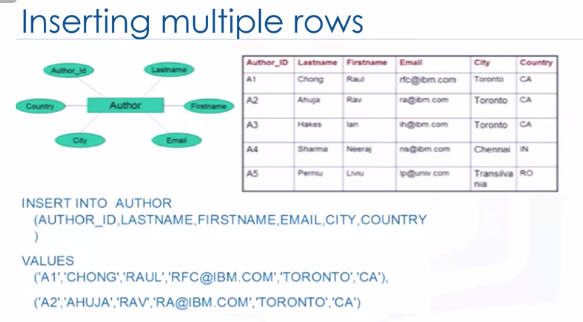 Inserting multiple rows
Author_Id
Lastname
Country
Author
Firstname
City
Email
Author_ID Lastname Firstname Email City Country
A1 Chong Raul rfc@ibm.com Toronto CA
A2 Ahuja Rav ra@ibm.com Toronto CA
A3 Hakes Ian ih@ibm.com Toronto CA
A4 Sharma Neeraj ns@ibm.com Chennai IN
A5 Perniu Liviu lp@univ.com Transilva RO
nia
INSERT INTO AUTHOR
(AUTHOR_ID,LASTNAME,FIRSTNAME,EMAIL,CITY,COUNTRY
)
VALUES
('A1','CHONG','RAUL','RFC@IBM.COM','TORONTO','CA'),
('A2','AHUJA','RAV','RA@IBM.COM','TORONTO','CA')